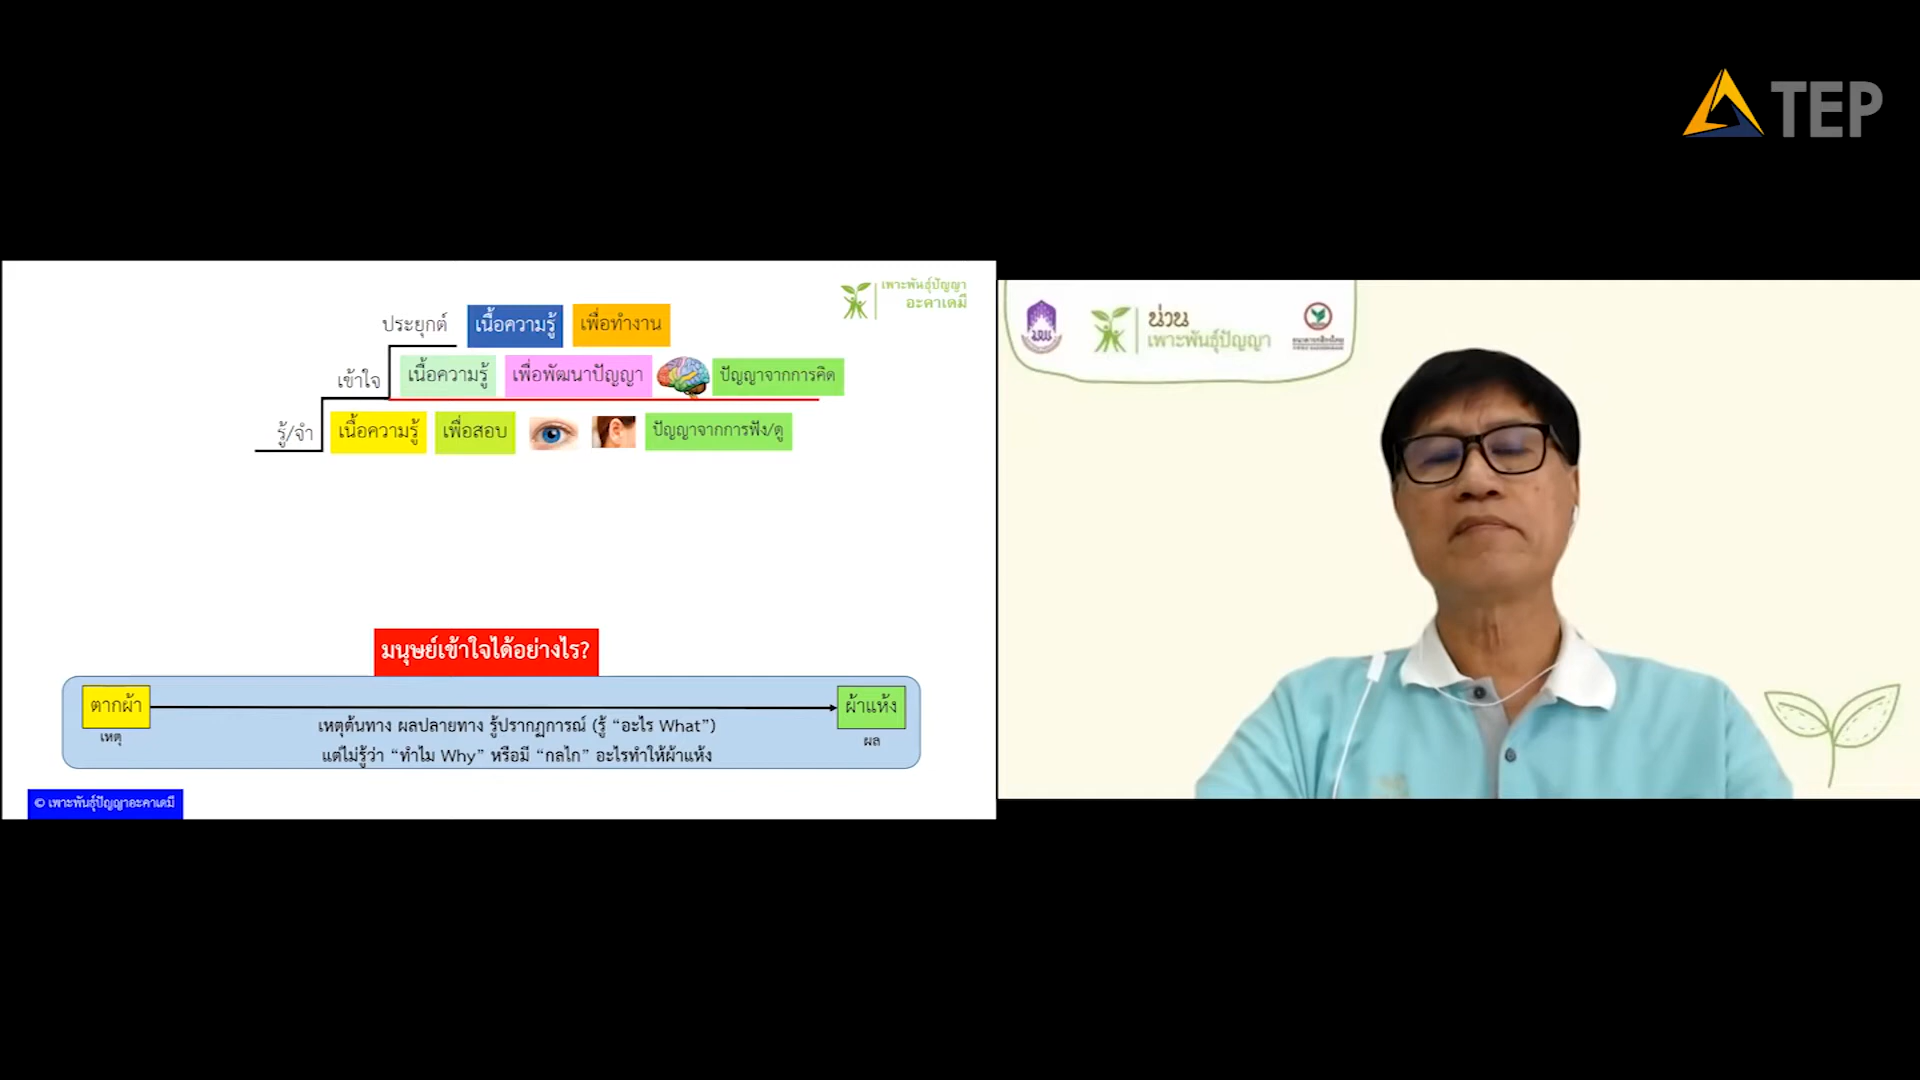 TEP
เพาะพันธุ์ปัญญา
อะคาเดมี
ประยุกต์ เนื้อความรู้ เพื่อทำงาน
เข้าใจ เนื้อความรู้ เพื่อพัฒนาปัญญา ปัญญาจากการคิด
รู้/จำ เนื้อความรู้ เพื่อสอบ ปัญญาจากการฟัง/ดู
มนุษย์เข้าใจได้อย่างไร?
ตากผ้า ผ้าแห้ง
เหตุ ผล
เหตุต้นทาง ผลปลายทาง รู้ปรากฏการณ์ (รู้ “อะไร What”)
แต่ไม่รู้ว่า “ทำไม Why” หรือมี “กลไก” อะไรทำให้ผ้าแห้ง
© เพาะพันธุ์ปัญญาอะคาเดมี
น่วน
เพาะพันธุ์ปัญญา